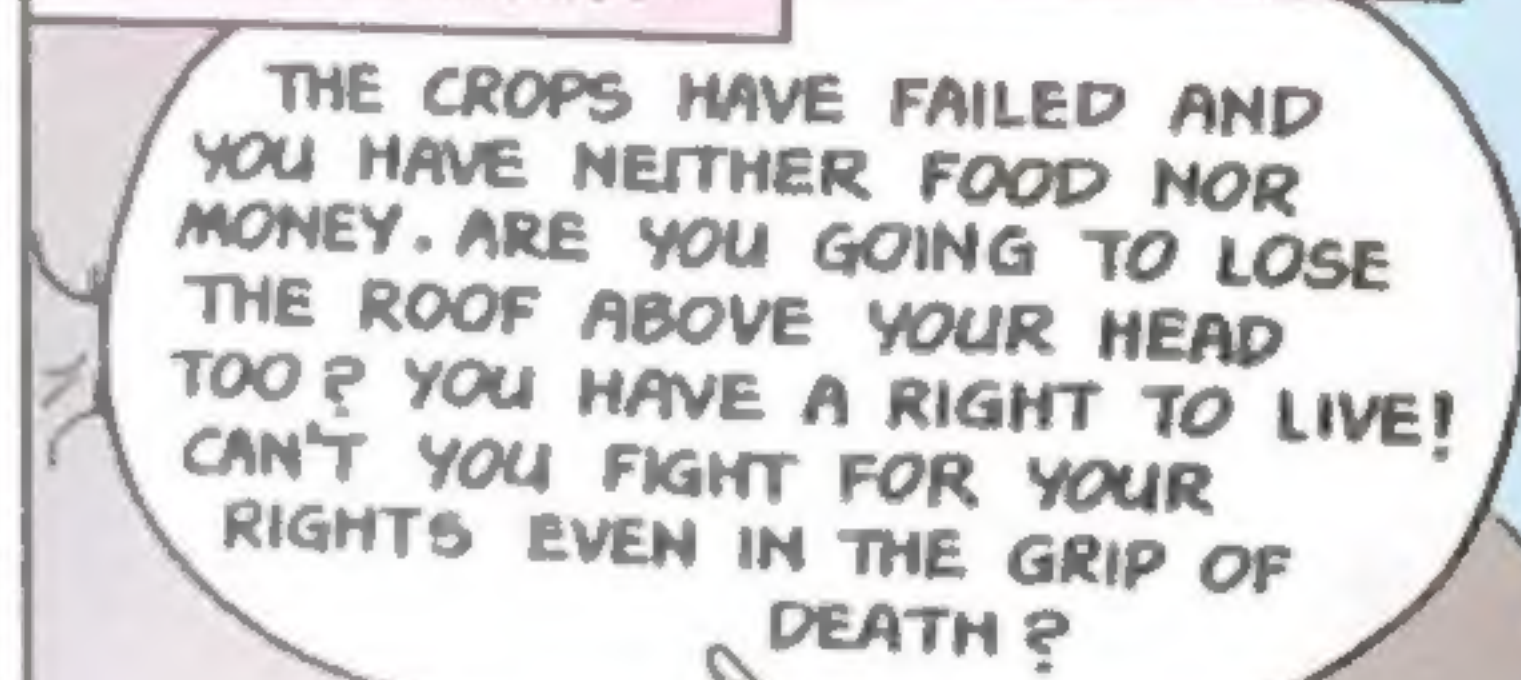 THE CROPS HAVE FAILED AND
YOU HAVE NEITHER FOOD NOR
MONEY. ARE YOU GOING TO LOSE
THE ROOF ABOVE YOUR HEAD
TOO? YOU HAVE A RIGHT TO LIVE!
CAN'T YOU FIGHT FOR YOUR
RIGHTS EVEN IN THE GRIP OF
DEATH?